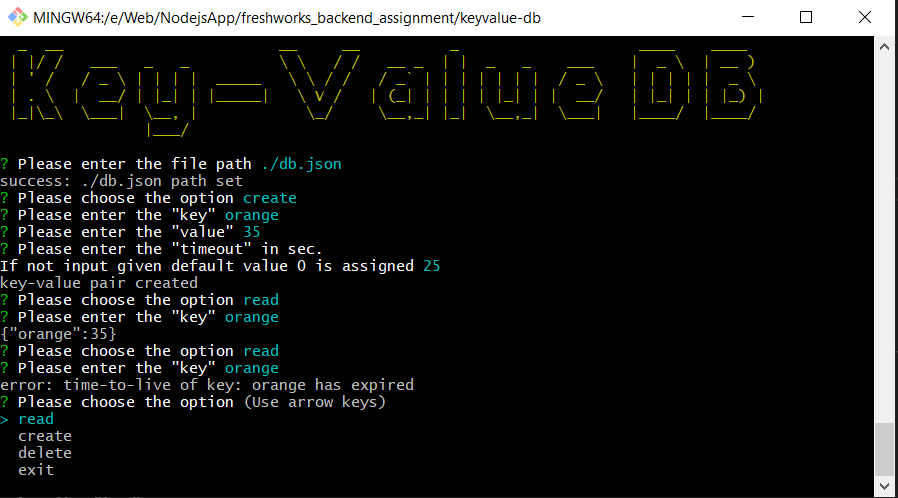 MINGW64:/e/Web/NodejsApp/freshworks_backend_assignment/keyvalue-db
Key - Value DB
? Please enter the file path ./db.json
success: ./db.json path set
? Please choose the option create
? Please enter the "key" orange
? Please enter the "value" 35
? Please enter the "timeout" in sec.
If not input given default value 0 is assigned 25
key-value pair created
? Please choose the option read
? Please enter the "key" orange
{"orange":35}
? Please choose the option read
? Please enter the "key" orange
error: time-to-live of key: orange has expired
? Please choose the option (Use arrow keys)
> read
  create
  delete
  exit